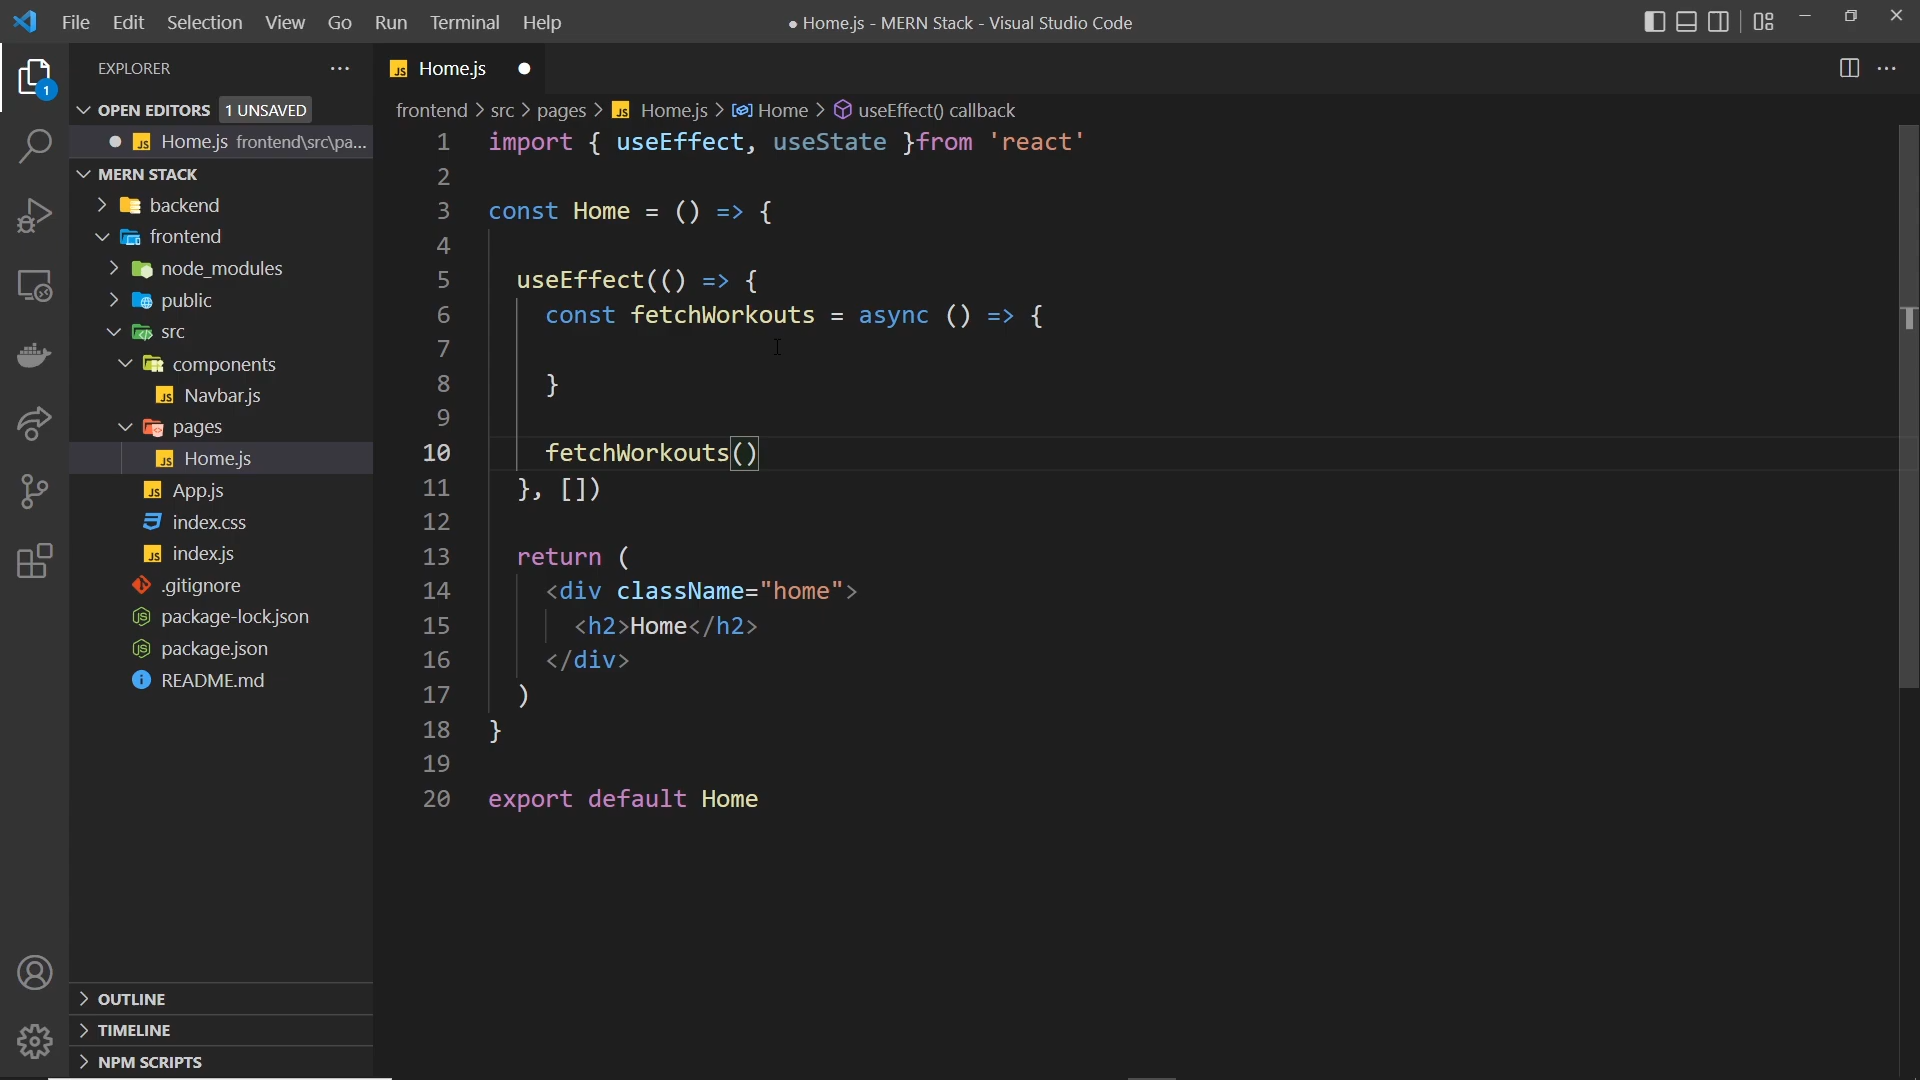 File Edit Selection View Go Run Terminal Help
● Home.js - MERN Stack - Visual Studio Code
EXPLORER
OPEN EDITORS 1 UNSAVED
Home.js frontend\src\pa...
MERN STACK
backend
frontend
node_modules
public
src
components
Navbar.js
pages
Home.js
App.js
index.css
index.js
.gitignore
package-lock.json
package.json
README.md
OUTLINE
TIMELINE
NPM SCRIPTS
Home.js
frontend > src > pages > Home.js > Home > useEffect() callback
1 import { useEffect, useState }from 'react'
2
3 const Home = () => {
4
5 useEffect(() => {
6 const fetchWorkouts = async () => {
7
8 }
9
10 fetchWorkouts()
11 }, [])
12
13 return (
14 <div className="home">
15 <h2>Home</h2>
16 </div>
17 )
18 }
19
20 export default Home